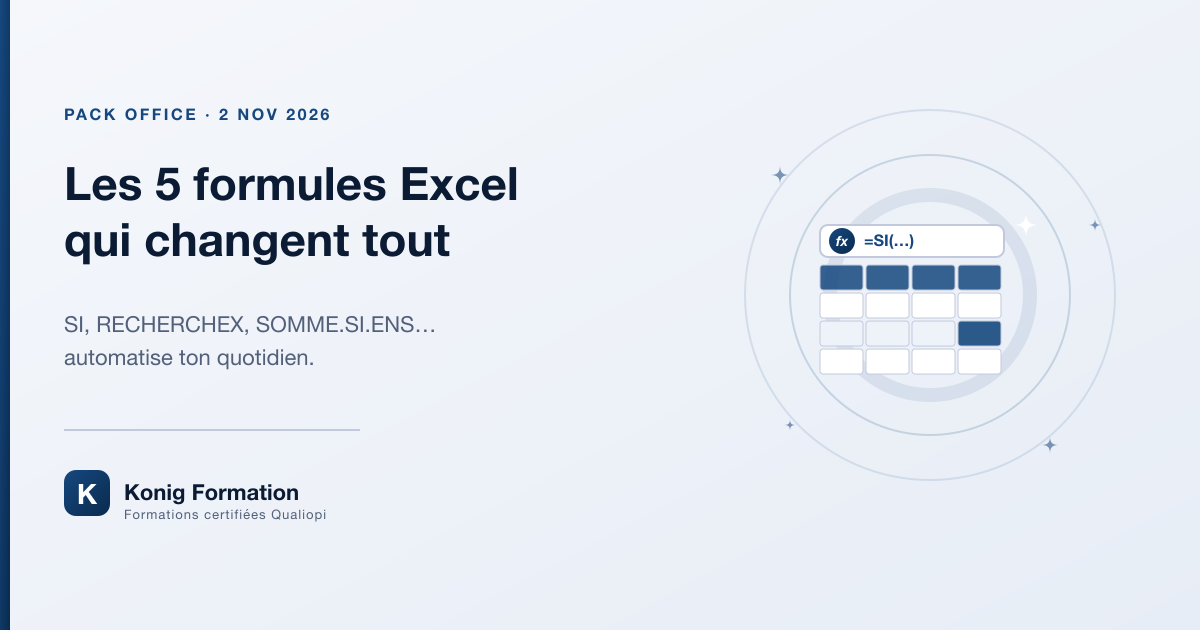 PACK OFFICE · 2 NOV 2026
Les 5 formules Excel
qui changent tout
SI, RECHERCHEX, SOMME.SI.ENS…
automatise ton quotidien.
K
Konig Formation
Formations certifiées Qualiopi
fx =SI(…)